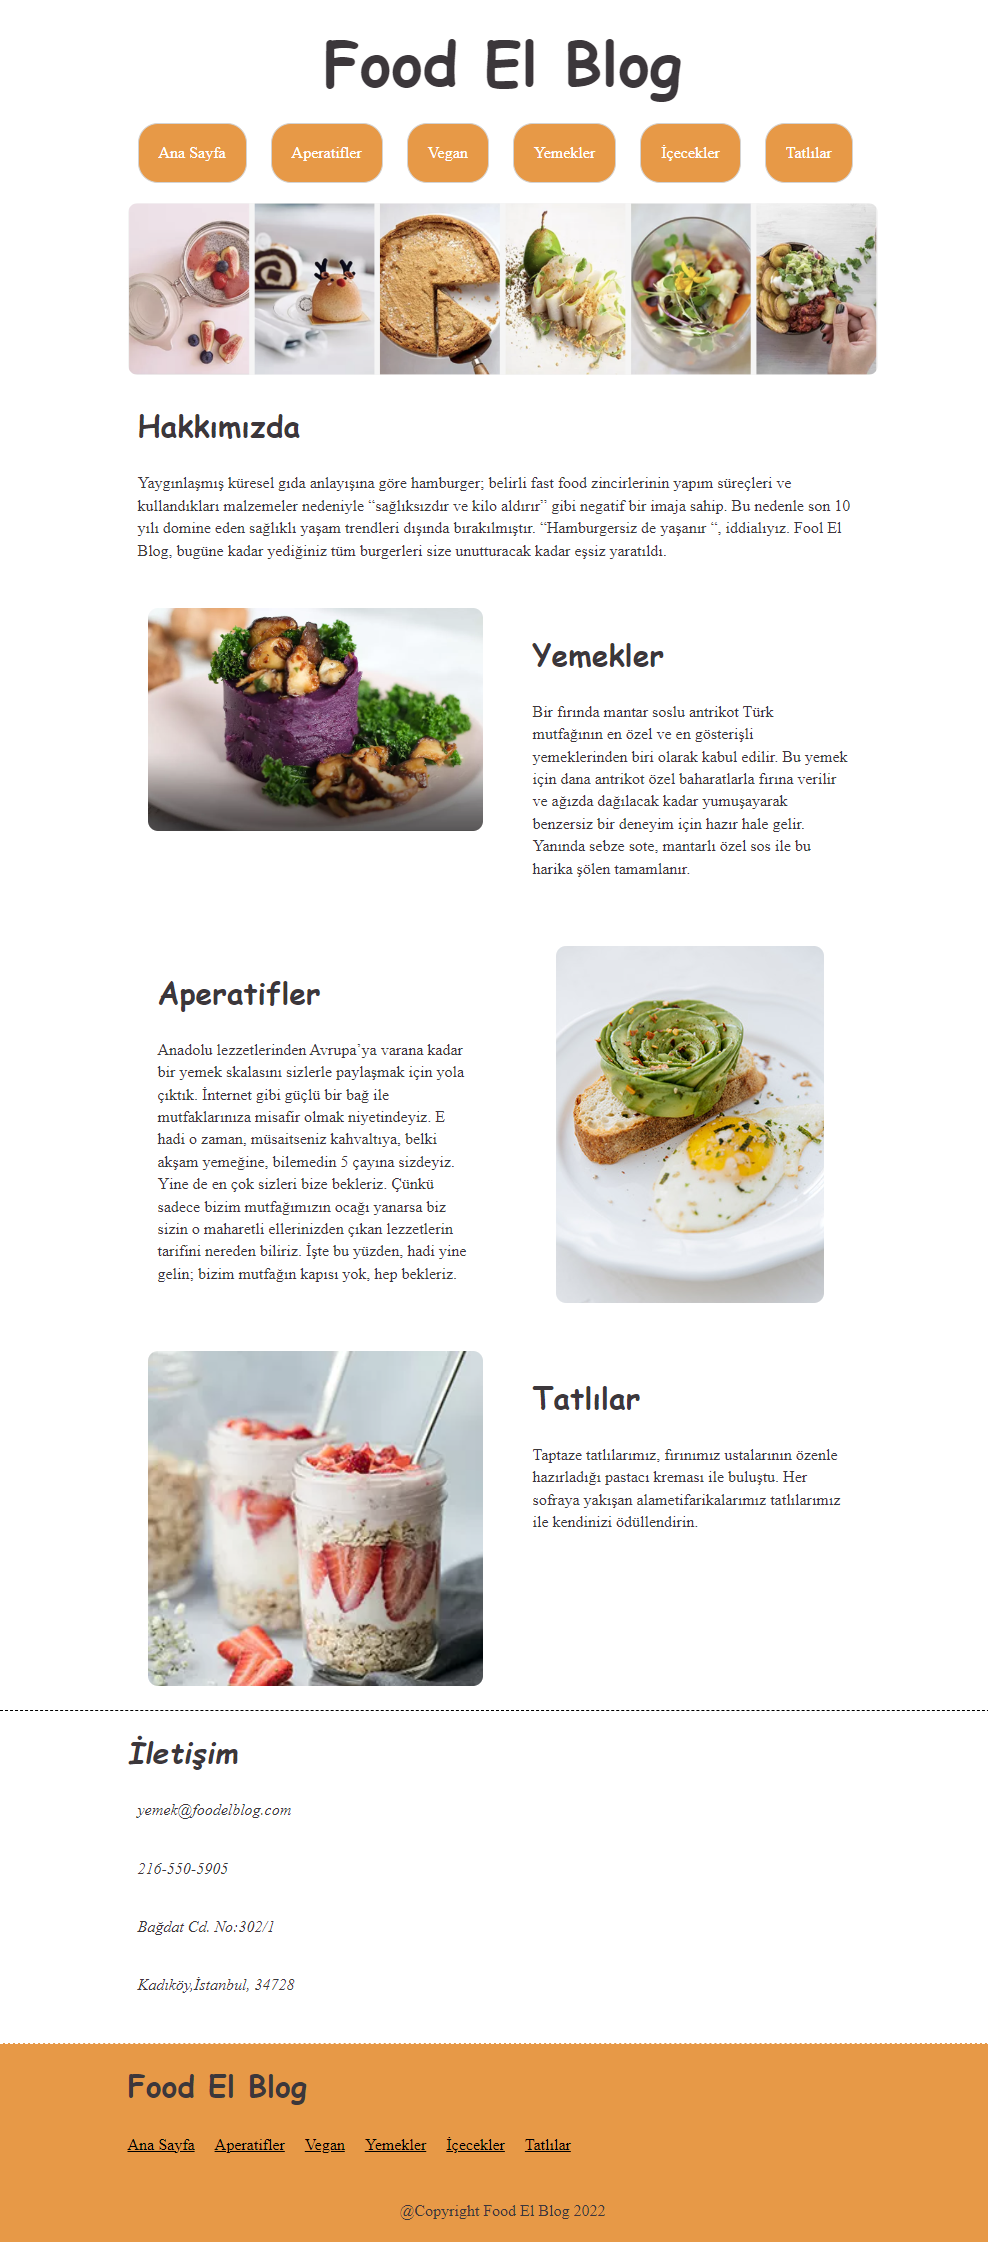 Food El Blog
Ana Sayfa Aperatifler Vegan Yemekler İçecekler Tatlılar
Hakkımızda
Yaygınlaşmış küresel gıda anlayışına göre hamburger; belirli fast food zincirlerinin yapım süreçleri ve
kullandıkları malzemeler nedeniyle “sağlıksızdır ve kilo aldırır” gibi negatif bir imaja sahip. Bu nedenle son 10
yılı domine eden sağlıklı yaşam trendleri dışında bırakılmıştır. “Hamburgersiz de yaşanır “, iddialıyız. Fool El
Blog, bugüne kadar yediğiniz tüm burgerleri size unutturacak kadar eşsiz yaratıldı.
Yemekler
Bir fırında mantar soslu antrikot Türk
mutfağının en özel ve en gösterişli
yemeklerinden biri olarak kabul edilir. Bu yemek
için dana antrikot özel baharatlarla fırına verilir
ve ağızda dağılacak kadar yumuşayarak
benzersiz bir deneyim için hazır hale gelir.
Yanında sebze sote, mantarlı özel sos ile bu
harika şölen tamamlanır.
Aperatifler
Anadolu lezzetlerinden Avrupa’ya varana kadar
bir yemek skalasını sizlerle paylaşmak için yola
çıktık. İnternet gibi güçlü bir bağ ile
mutfaklarınıza misafir olmak niyetindeyiz. E
hadi o zaman, müsaitseniz kahvaltıya, belki
akşam yemeğine, bilemedin 5 çayına sizdeyiz.
Yine de en çok sizleri bize bekleriz. Çünkü
sadece bizim mutfağımızın ocağı yanarsa biz
sizin o maharetli ellerinizden çıkan lezzetlerin
tarifini nereden biliriz. İşte bu yüzden, hadi yine
gelin; bizim mutfağın kapısı yok, hep bekleriz.
Tatlılar
Taptaze tatlılarımız, fırınımız ustalarının özenle
hazırladığı pastacı kreması ile buluştu. Her
sofraya yakışan alametifarikalarımız tatlılarımız
ile kendinizi ödüllendirin.
İletişim
yemek@foodelblog.com
216-550-5905
Bağdat Cd. No:302/1
Kadıköy,İstanbul, 34728
Food El Blog
Ana Sayfa Aperatifler Vegan Yemekler İçecekler Tatlılar
@Copyright Food El Blog 2022